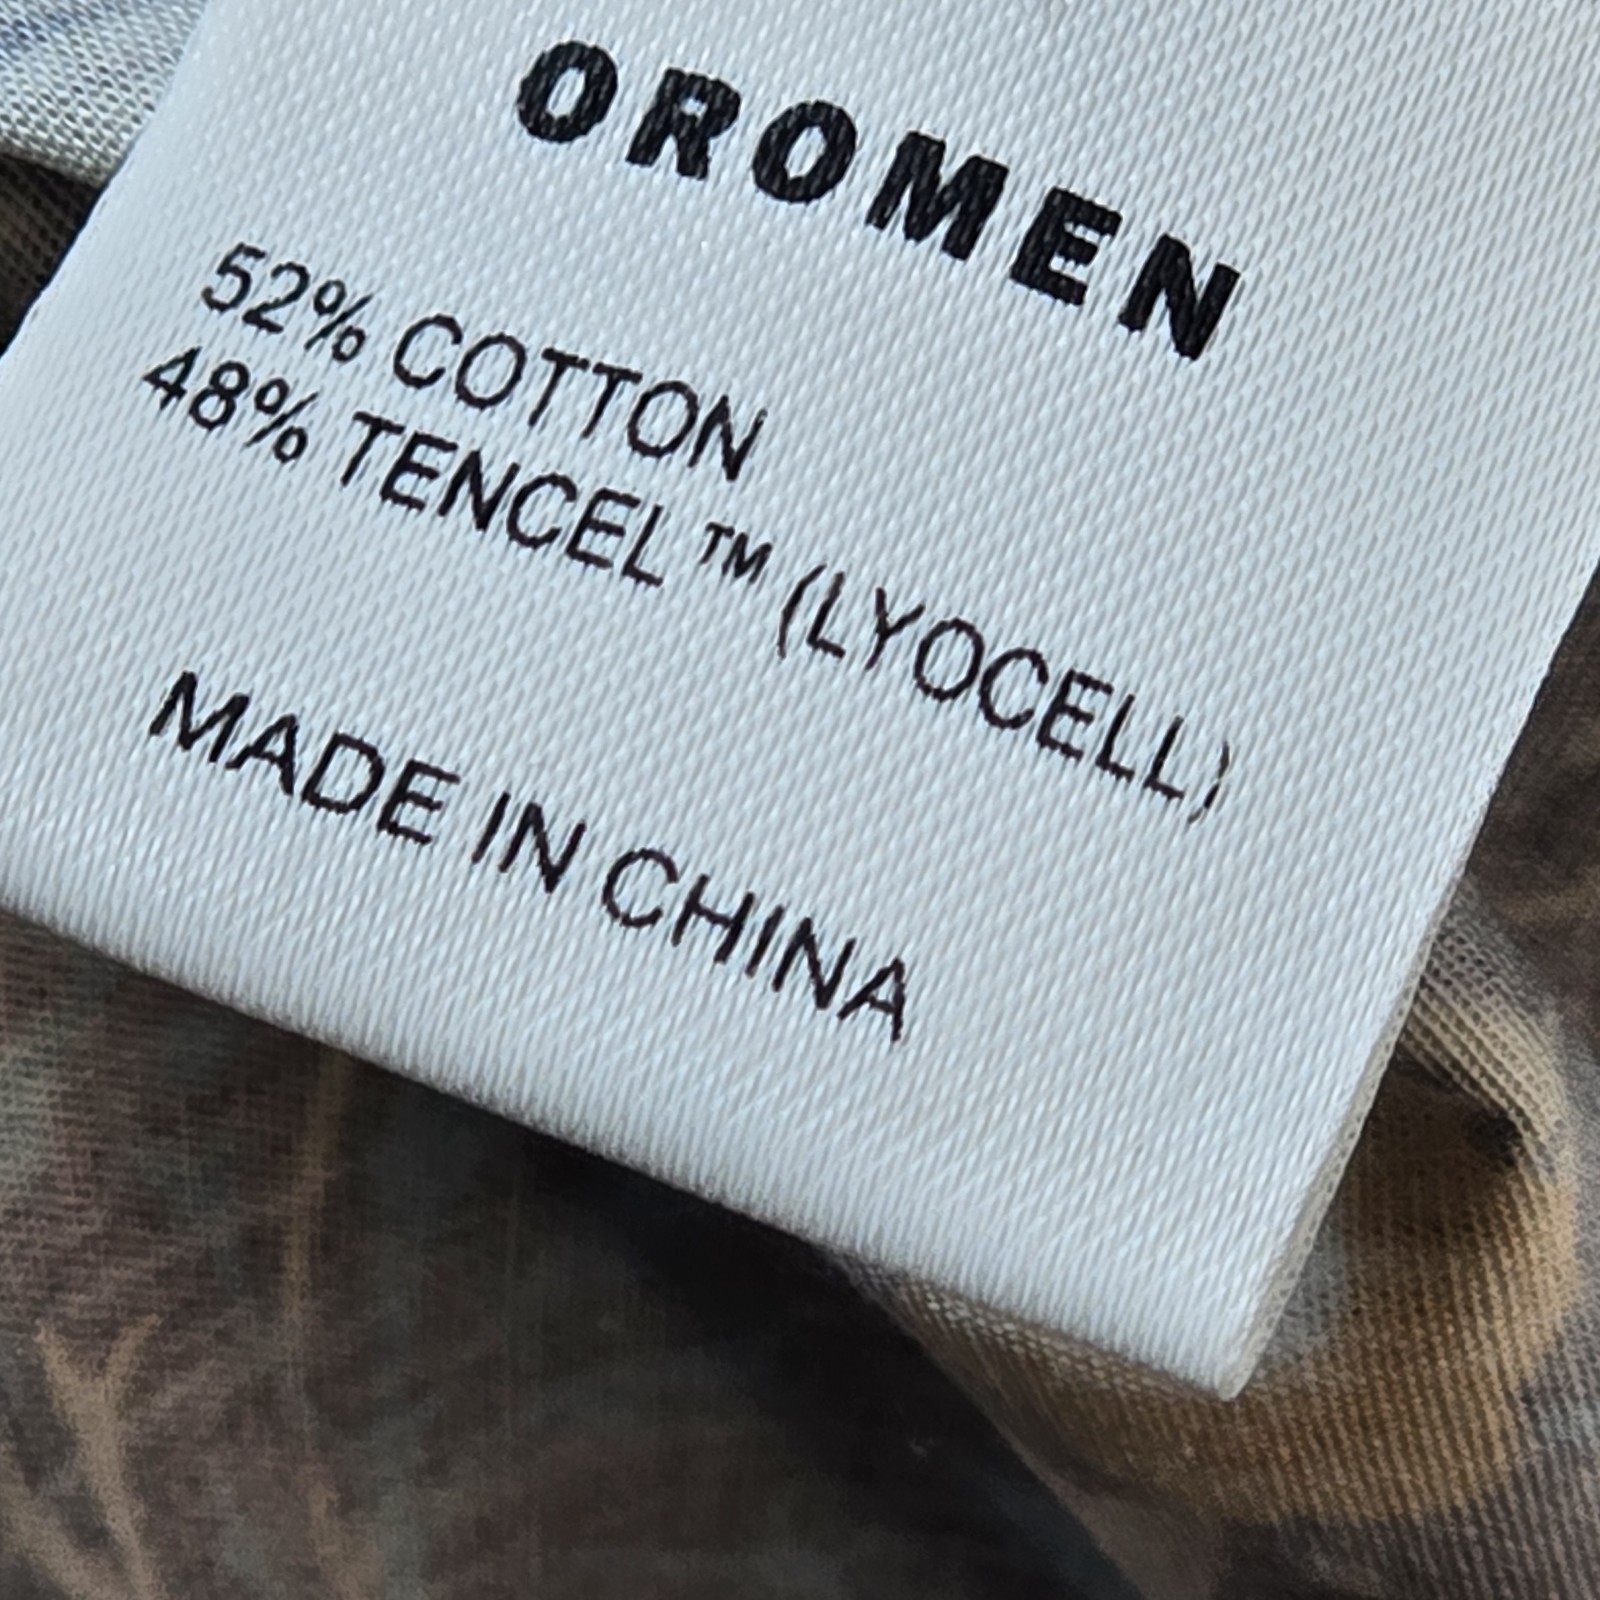 OROMEN
52% COTTON
48% TENCEL™ (LYOCELL)
MADE IN CHINA